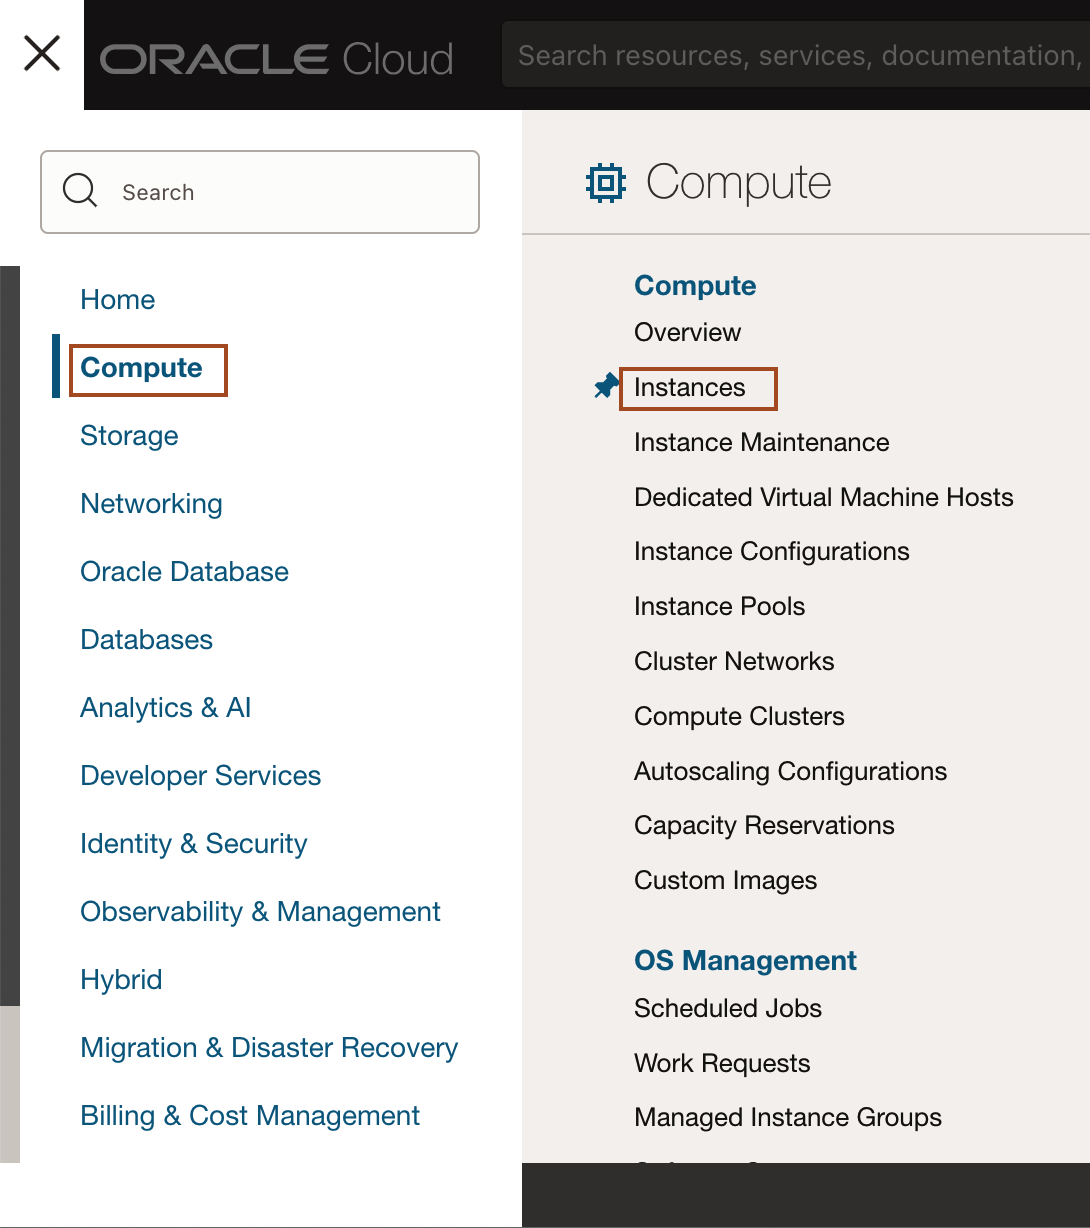 ORACLE Cloud
Search resources, services, documentation,
Search
Home
Compute
Storage
Networking
Oracle Database
Databases
Analytics & AI
Developer Services
Identity & Security
Observability & Management
Hybrid
Migration & Disaster Recovery
Billing & Cost Management
Compute
Compute
Overview
Instances
Instance Maintenance
Dedicated Virtual Machine Hosts
Instance Configurations
Instance Pools
Cluster Networks
Compute Clusters
Autoscaling Configurations
Capacity Reservations
Custom Images
OS Management
Scheduled Jobs
Work Requests
Managed Instance Groups